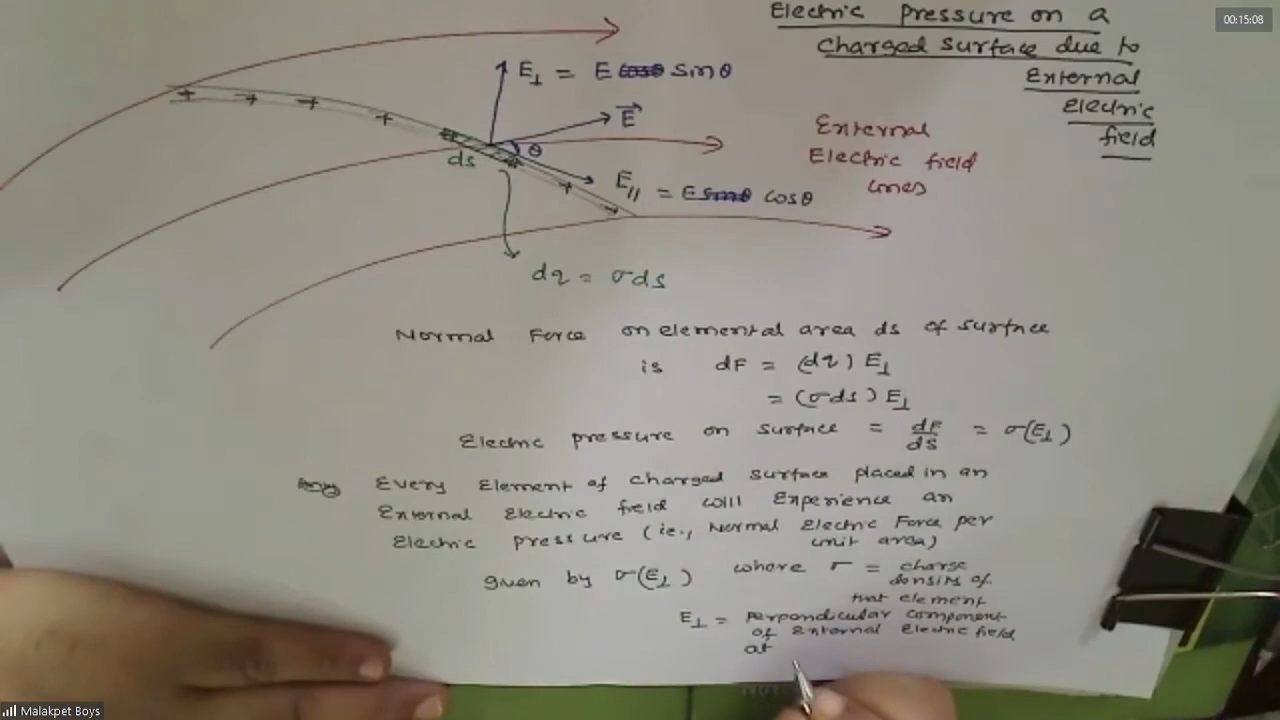 00:15:08
Electric pressure on a
charged surface due to
External
Electric
field
E⊥ = E cosθ sinθ
E⃗
θ
ds
E// = E sinθ cosθ
External
Electric field
lines
dq = σds
Normal Force on elemental area ds of surface
is dF = (dq) E⊥
= (σds) E⊥
Electric pressure on surface = dF/ds = σ(E⊥)
Every Element of charged surface placed in an
External Electric field will Experience an
Electric pressure (ie., Normal Electric Force per
unit area)
given by σ(E⊥) where σ = charge
density of
that element
E⊥ = perpendicular component
of External Electric field
at
Malakpet Boys